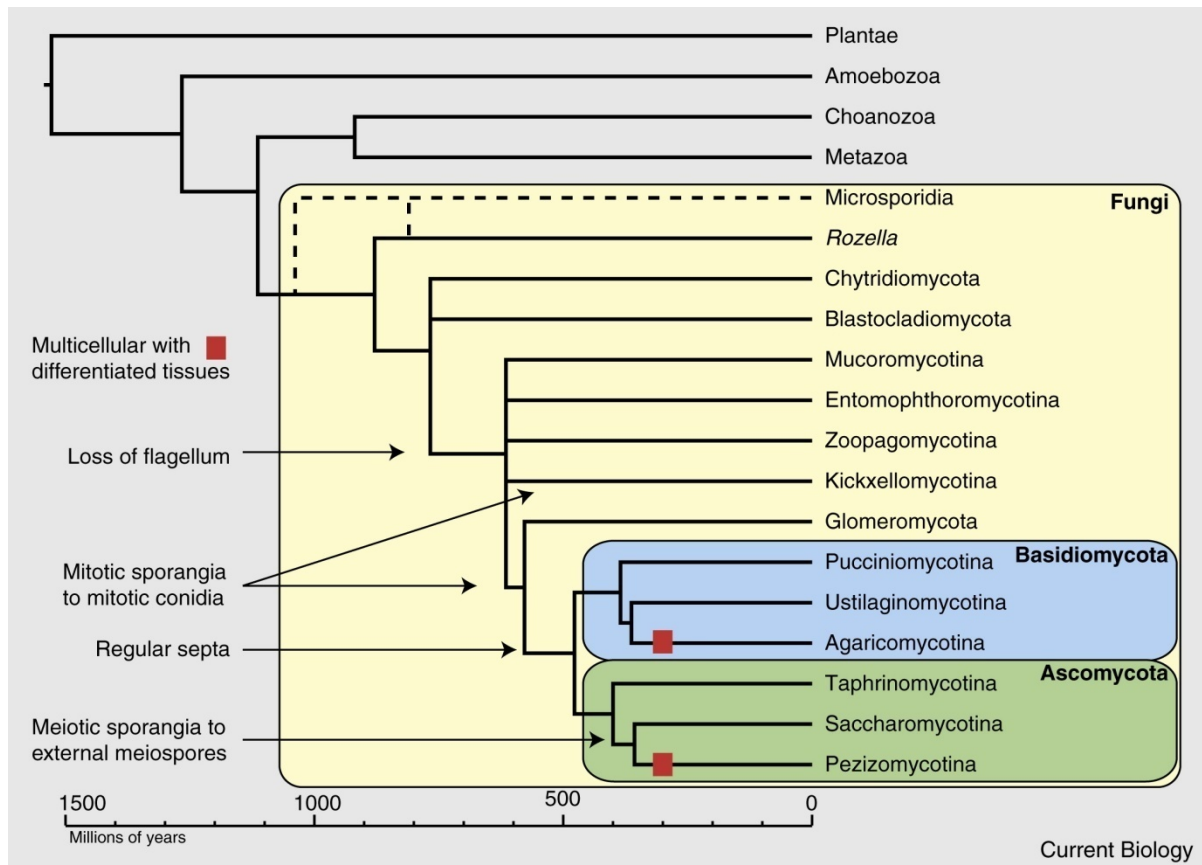 Plantae
Amoebozoa
Choanozoa
Metazoa
Microsporidia
Fungi
Rozella
Chytridiomycota
Blastocladiomycota
Multicellular with
differentiated tissues
Mucoromycotina
Entomophthoromycotina
Zoopagomycotina
Loss of flagellum
Kickxellomycotina
Glomeromycota
Basidiomycota
Pucciniomycotina
Mitotic sporangia
to mitotic conidia
Ustilaginomycotina
Regular septa
Agaricomycotina
Ascomycota
Taphrinomycotina
Meiotic sporangia to
external meiospores
Saccharomycotina
Pezizomycotina
1500 1000 500 0
Millions of years
Current Biology